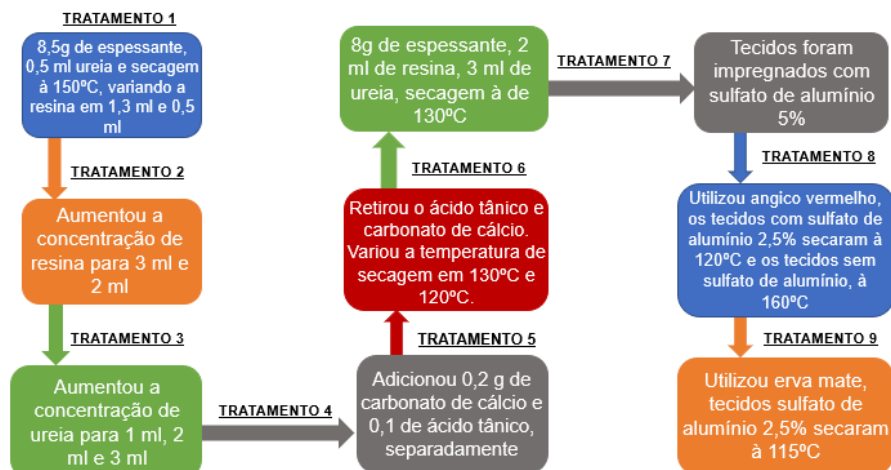 TRATAMENTO 1
8,5g de espessante,
0,5 ml ureia e secagem
à 150ºC, variando a
resina em 1,3 ml e 0,5
ml
TRATAMENTO 2
Aumentou a
concentração de
resina para 3 ml e
2 ml
TRATAMENTO 3
Aumentou a
concentração de
ureia para 1 ml, 2
ml e 3 ml
TRATAMENTO 4
Adicionou 0,2 g de
carbonato de cálcio e
0,1 de ácido tânico,
separadamente
TRATAMENTO 5
Retirou o ácido tânico e
carbonato de cálcio.
Variou a temperatura de
secagem em 130ºC e
120ºC.
TRATAMENTO 6
8g de espessante, 2
ml de resina, 3 ml de
ureia, secagem à de
130ºC
TRATAMENTO 7
Tecidos foram
impregnados com
sulfato de alumínio
5%
TRATAMENTO 8
Utilizou angico vermelho,
os tecidos com sulfato de
alumínio 2,5% secaram à
120ºC e os tecidos sem
sulfato de alumínio, à
160ºC
TRATAMENTO 9
Utilizou erva mate,
tecidos sulfato de
alumínio 2,5% secaram
à 115ºC